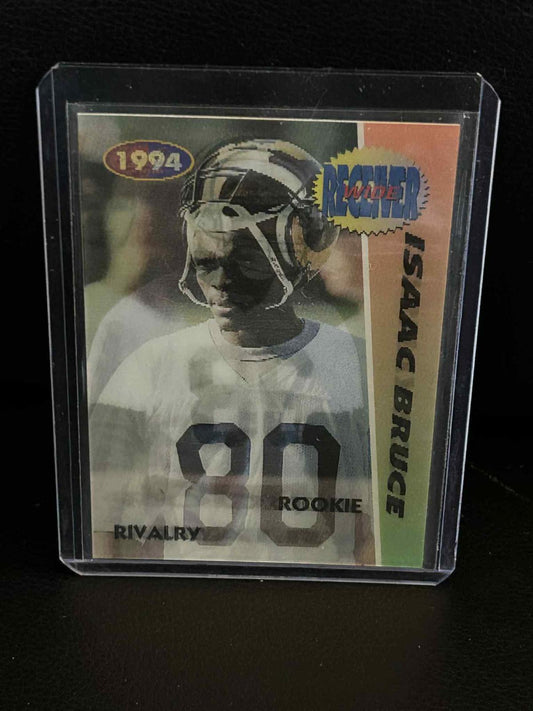 1994
WIDE
RECEIVER
ISAAC BRUCE
80
ROOKIE
RIVALRY